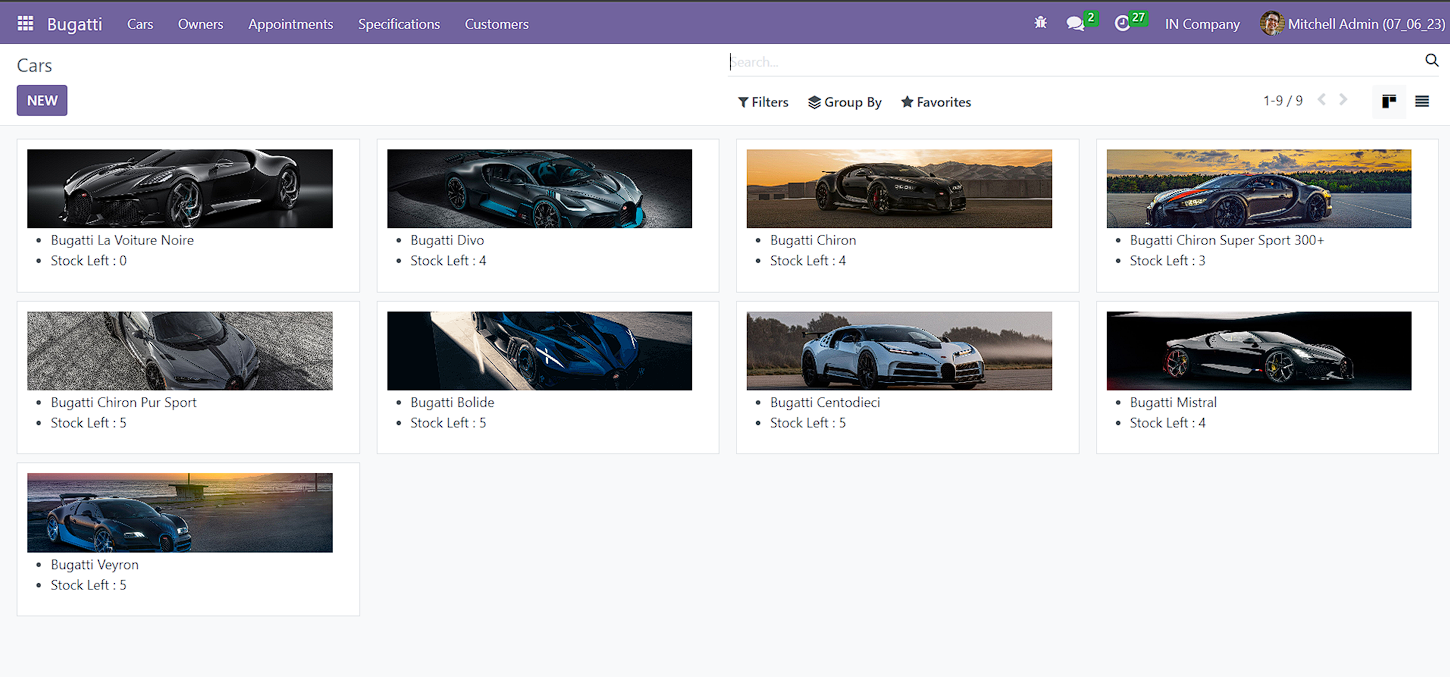 Bugatti Cars Owners Appointments Specifications Customers 2 27 IN Company Mitchell Admin (07_06_23)
Cars
Search...
NEW
Filters Group By Favorites 1-9 / 9
Bugatti La Voiture Noire
Stock Left : 0
Bugatti Divo
Stock Left : 4
Bugatti Chiron
Stock Left : 4
Bugatti Chiron Super Sport 300+
Stock Left : 3
Bugatti Chiron Pur Sport
Stock Left : 5
Bugatti Bolide
Stock Left : 5
Bugatti Centodieci
Stock Left : 5
Bugatti Mistral
Stock Left : 4
Bugatti Veyron
Stock Left : 5